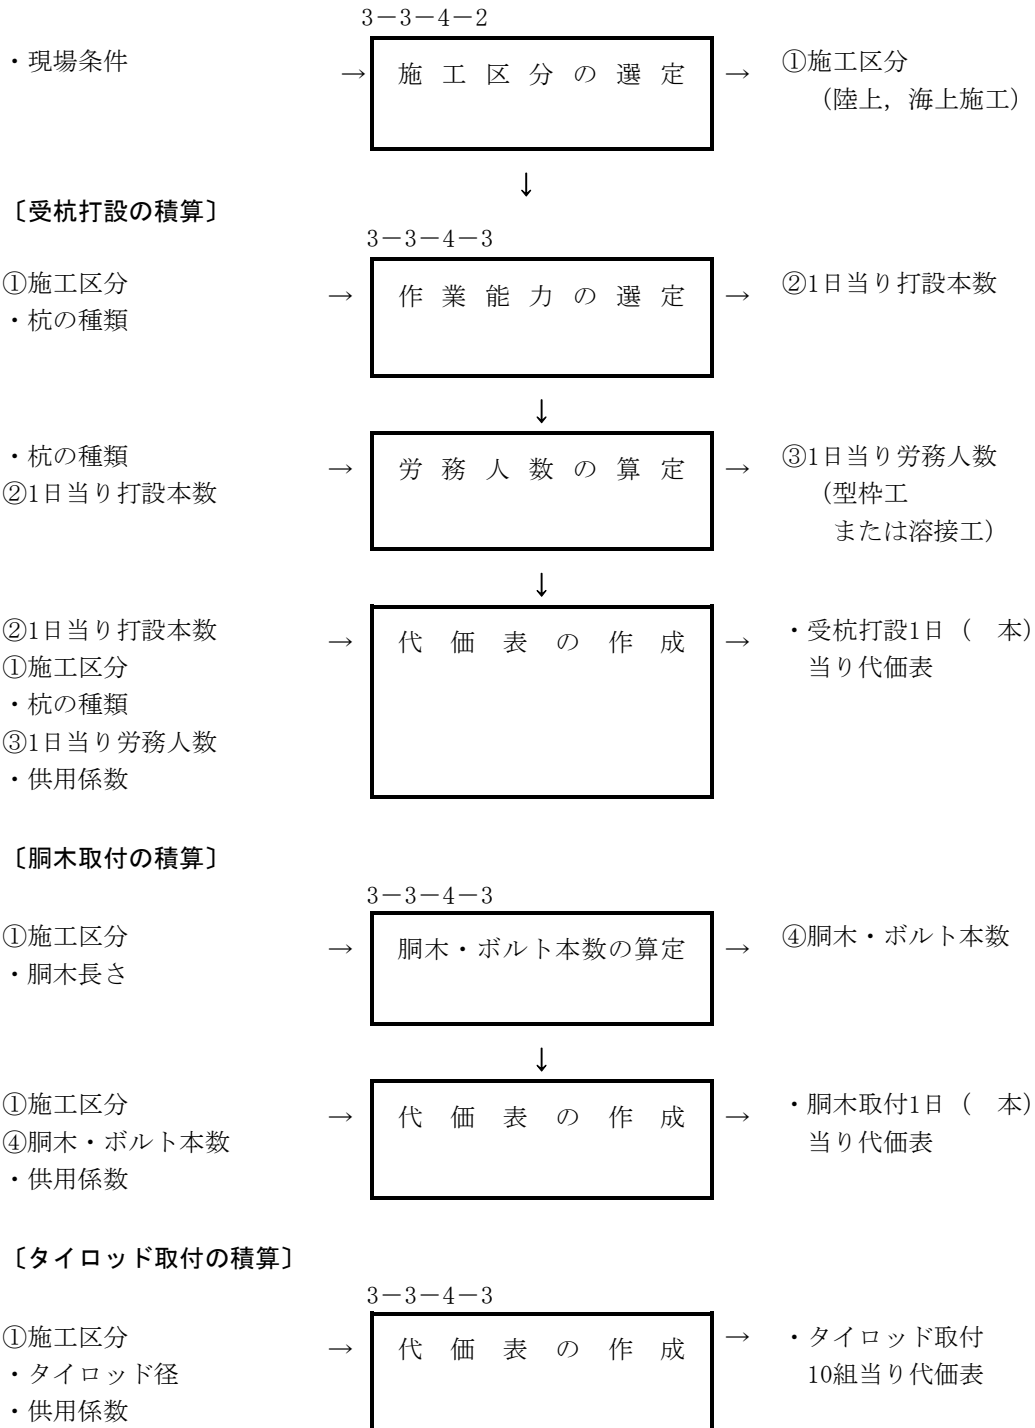 3－3－4－2
・現場条件 → 施工区分の選定 → ①施工区分
（陸上，海上施工）
↓
〔受杭打設の積算〕
3－3－4－3
①施工区分 → 作業能力の選定 → ②1日当り打設本数
・杭の種類
↓
・杭の種類 → 労務人数の算定 → ③1日当り労務人数
②1日当り打設本数 （型枠工
または溶接工）
↓
②1日当り打設本数 → 代価表の作成 → ・受杭打設1日（　本）
①施工区分 当り代価表
・杭の種類
③1日当り労務人数
・供用係数
〔胴木取付の積算〕
3－3－4－3
①施工区分 → 胴木・ボルト本数の算定 → ④胴木・ボルト本数
・胴木長さ
↓
①施工区分 → 代価表の作成 → ・胴木取付1日（　本）
④胴木・ボルト本数 当り代価表
・供用係数
〔タイロッド取付の積算〕
3－3－4－3
①施工区分 → 代価表の作成 → ・タイロッド取付
・タイロッド径 10組当り代価表
・供用係数